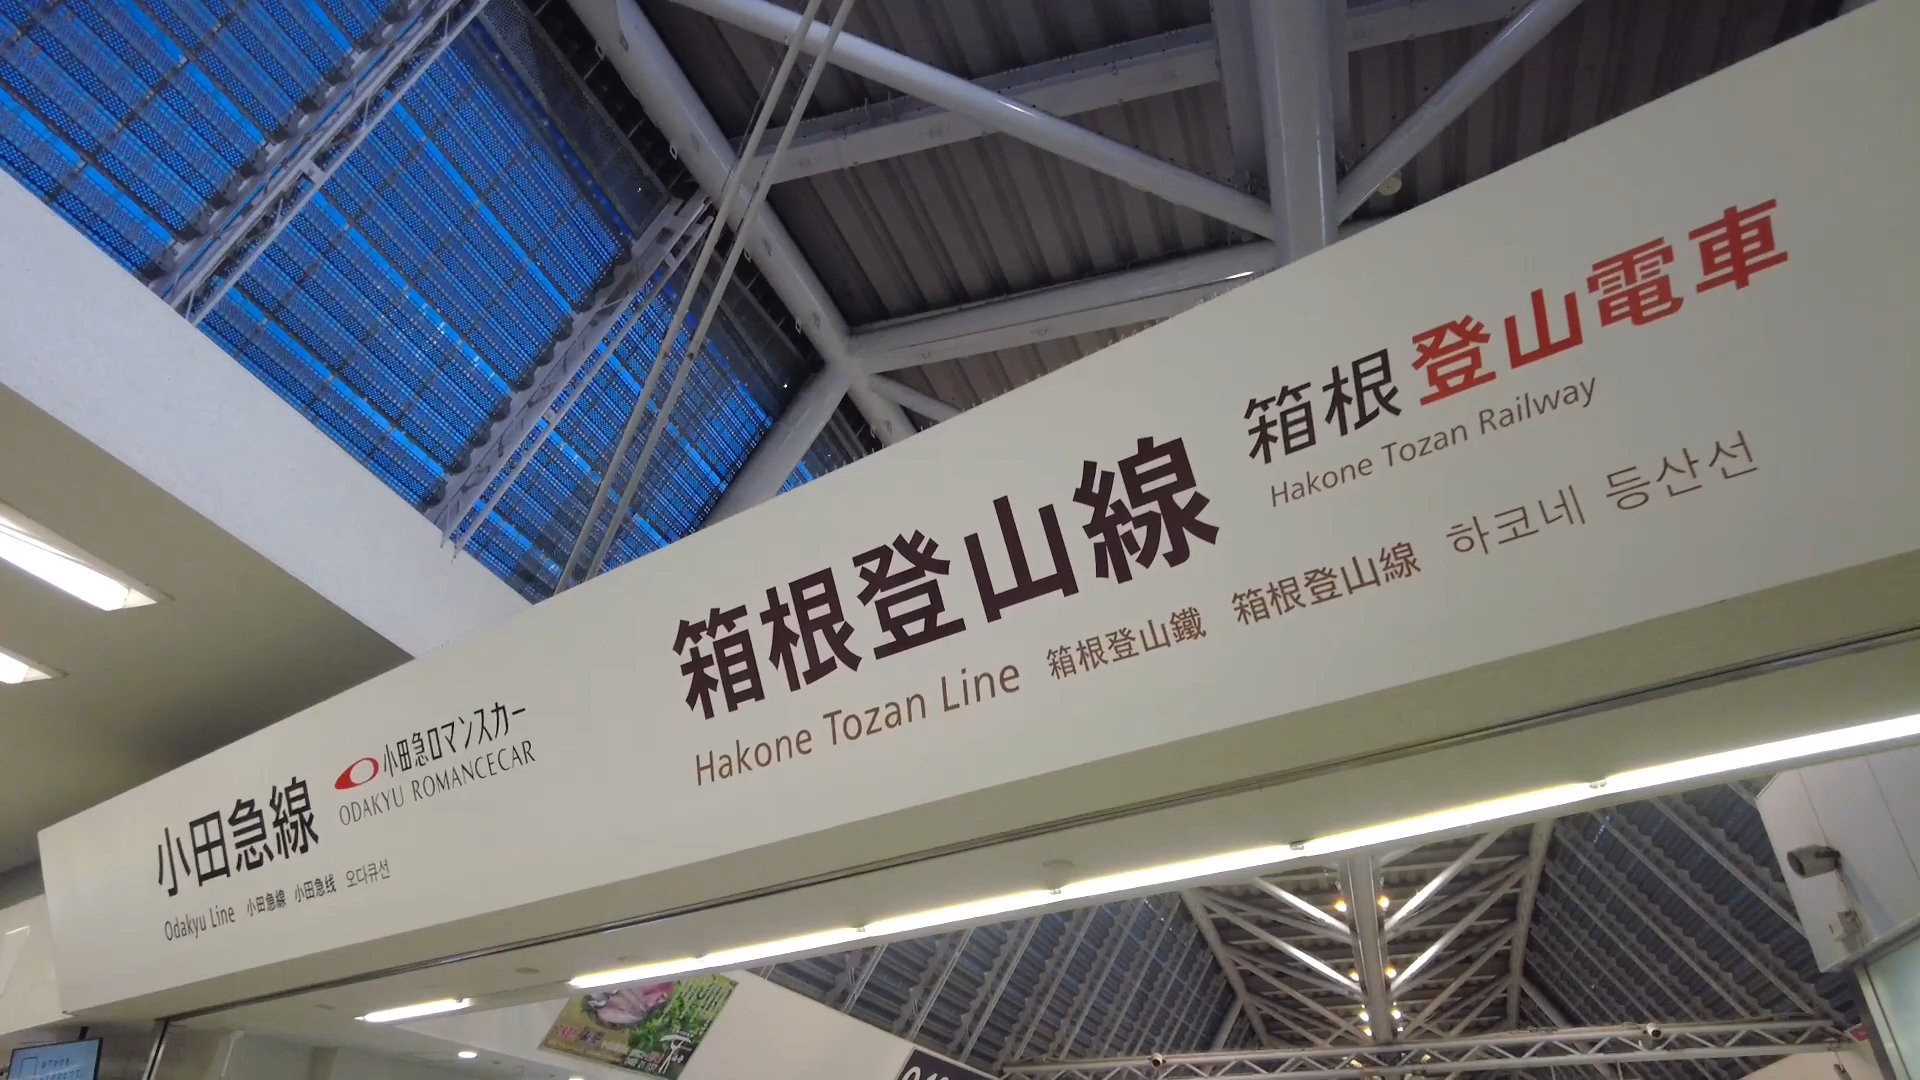 小田急線
小田急ロマンスカー
ODAKYU ROMANCECAR
Odakyu Line 小田急線 小田急线 오다큐선
箱根登山線
箱根登山電車
Hakone Tozan Railway
Hakone Tozan Line 箱根登山鐵 箱根登山線 하코네 등산선